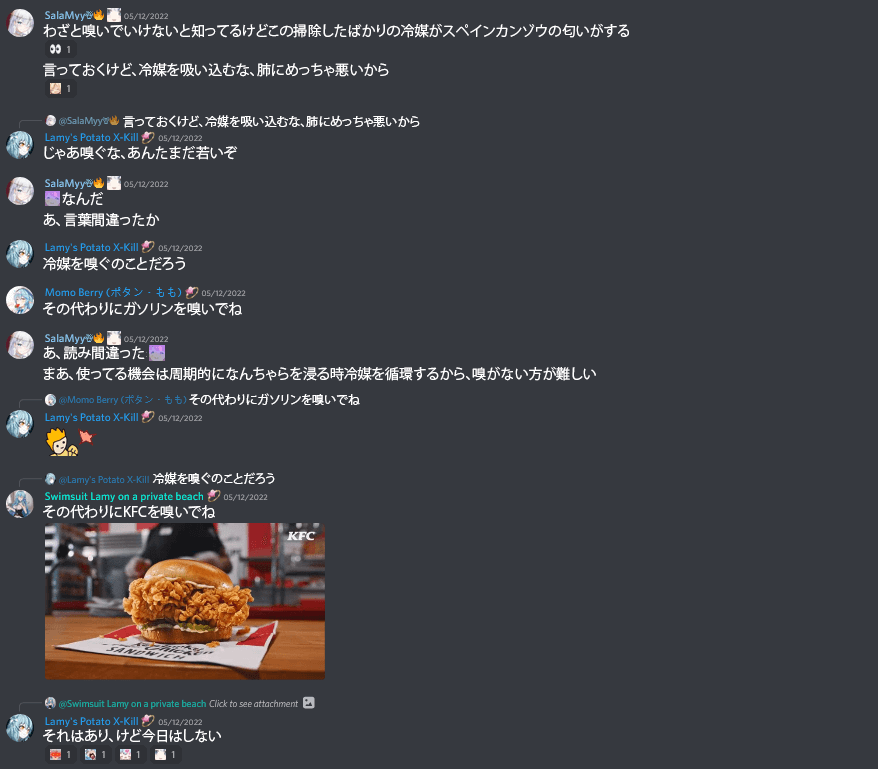 SalaMyy 05/12/2022
わざと嗅いでいけないと知ってるけどこの掃除したばかりの冷媒がスペインカンゾウの匂いがする
1
言っておくけど、冷媒を吸い込むな、肺にめっちゃ悪いから
1
@SalaMyy 言っておくけど、冷媒を吸い込むな、肺にめっちゃ悪いから
Lamy's Potato X-Kill 05/12/2022
じゃあ嗅ぐな、あんたまだ若いぞ
SalaMyy 05/12/2022
なんだ
あ、言葉間違ったか
Lamy's Potato X-Kill 05/12/2022
冷媒を嗅ぐのことだろう
Momo Berry (ボタン・もも) 05/12/2022
その代わりにガソリンを嗅いでね
SalaMyy 05/12/2022
あ、読み間違った
まあ、使ってる機会は周期的になんちゃらを浸る時冷媒を循環するから、嗅がない方が難しい
@Momo Berry (ボタン・もも) その代わりにガソリンを嗅いでね
Lamy's Potato X-Kill 05/12/2022
@Lamy's Potato X-Kill 冷媒を嗅ぐのことだろう
Swimsuit Lamy on a private beach 05/12/2022
その代わりにKFCを嗅いでね
KFC
SANDWICH
@Swimsuit Lamy on a private beach Click to see attachment
Lamy's Potato X-Kill 05/12/2022
それはあり、けど今日はしない
1 1 1 1